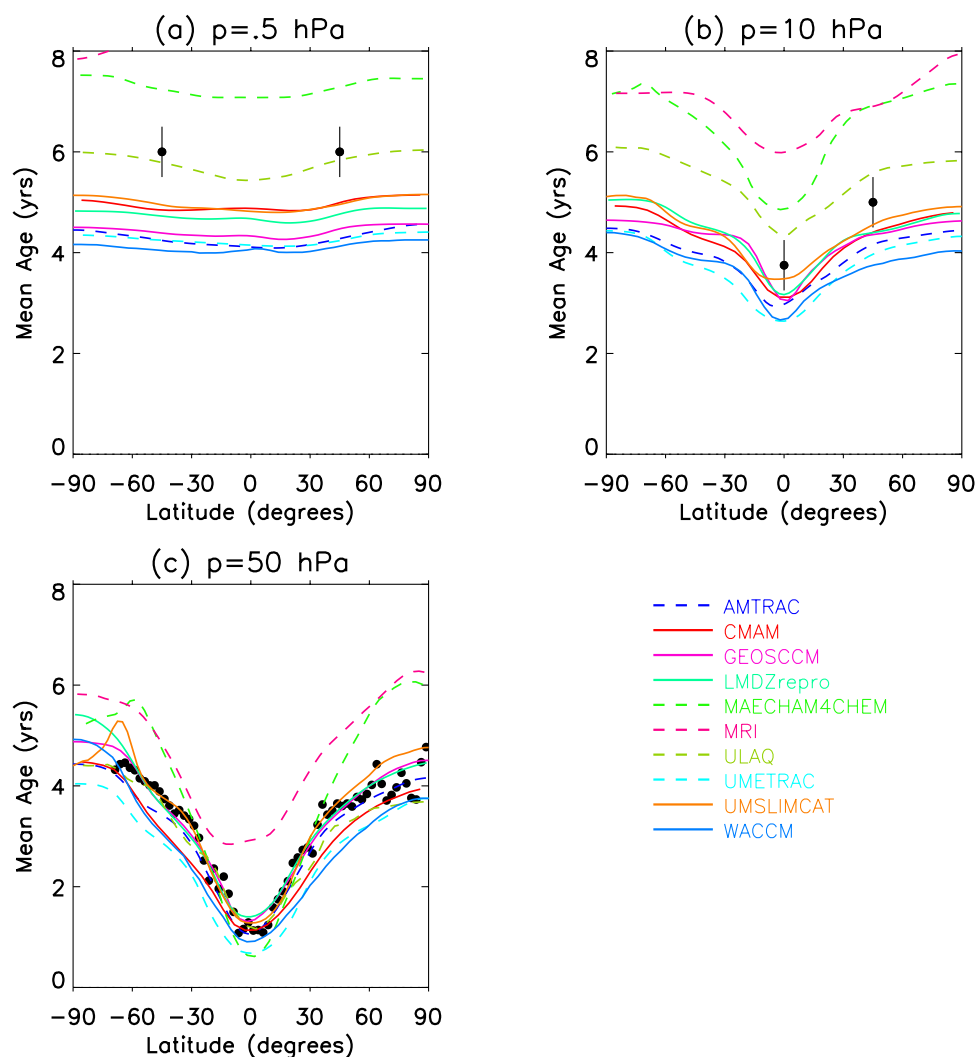 (a) p=.5 hPa
8
6
4
2
0
Mean Age (yrs)
-90 -60 -30 0 30 60 90
Latitude (degrees)
(b) p=10 hPa
8
6
4
2
0
Mean Age (yrs)
-90 -60 -30 0 30 60 90
Latitude (degrees)
(c) p=50 hPa
8
6
4
2
0
Mean Age (yrs)
-90 -60 -30 0 30 60 90
Latitude (degrees)
AMTRAC
CMAM
GEOSCCM
LMDZrepro
MAECHAM4CHEM
MRI
ULAQ
UMETRAC
UMSLIMCAT
WACCM